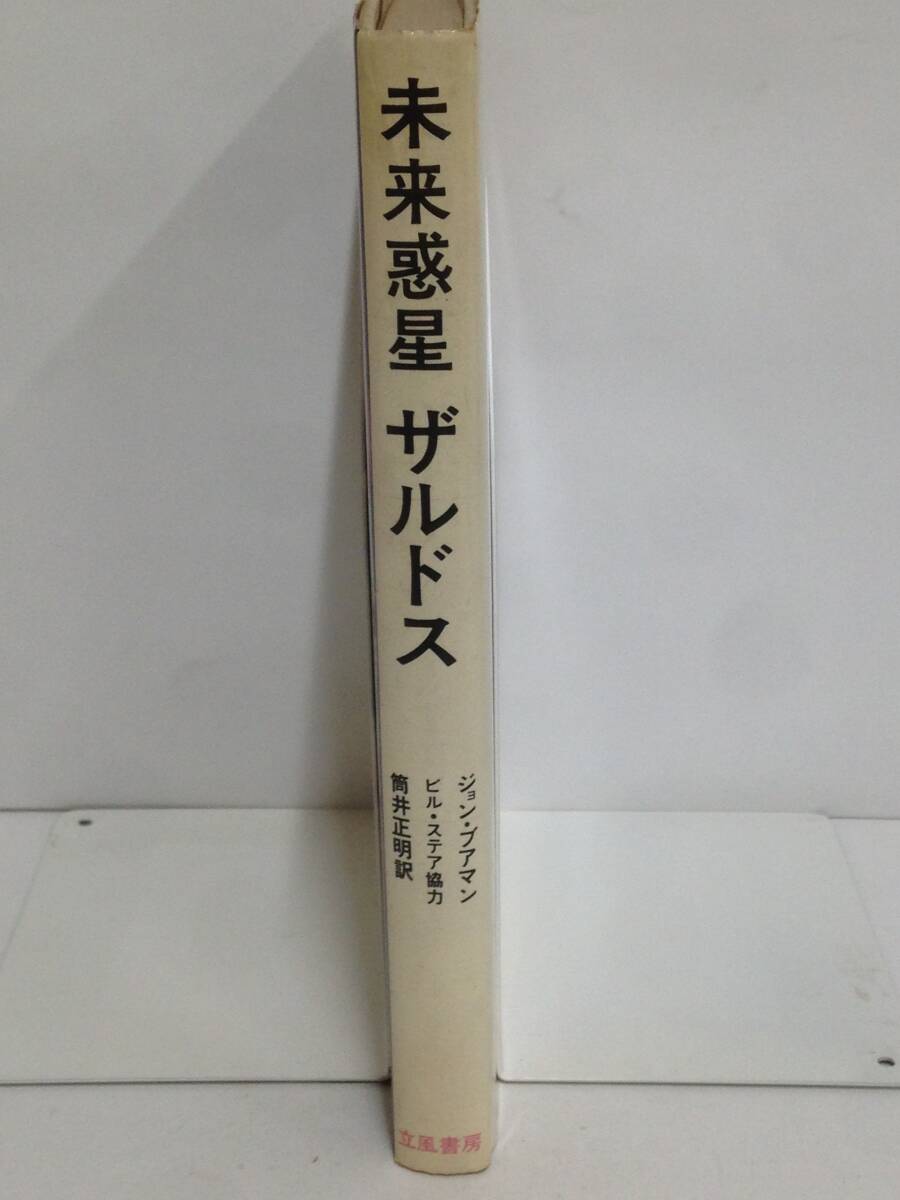 未来惑星 ザルドス
ジョン・ブアマン
ビル・ステア協力
筒井正明訳
立風書房